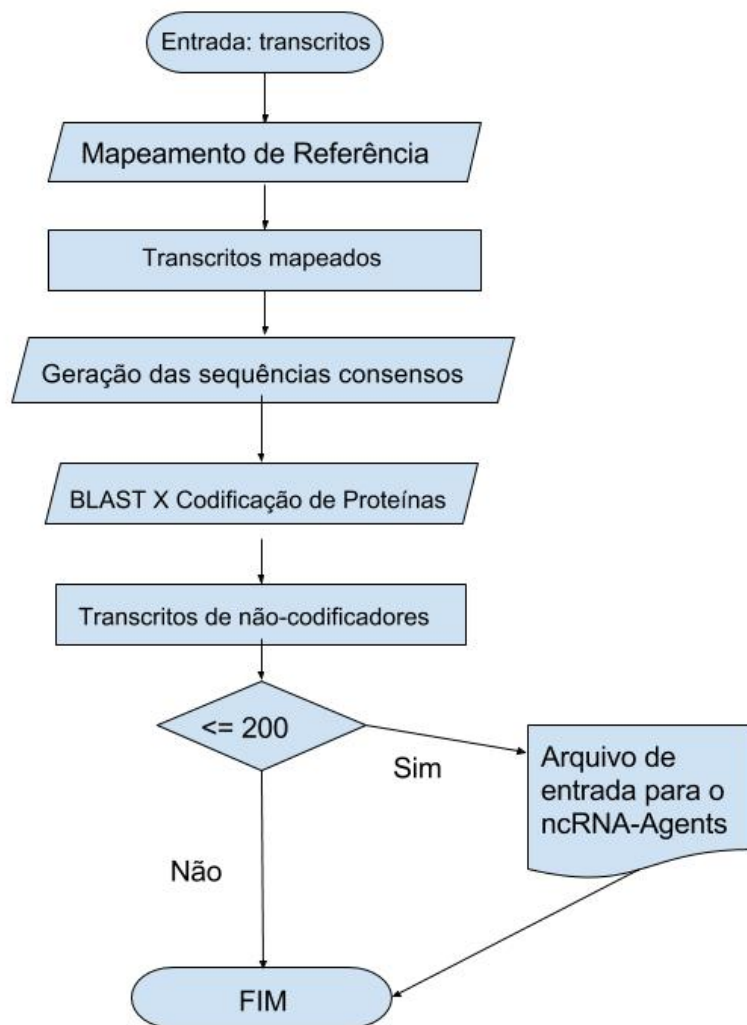 Entrada: transcritos
Mapeamento de Referência
Transcritos mapeados
Geração das sequências consensos
BLAST X Codificação de Proteínas
Transcritos de não-codificadores
<= 200
Sim
Arquivo de
entrada para o
ncRNA-Agents
Não
FIM